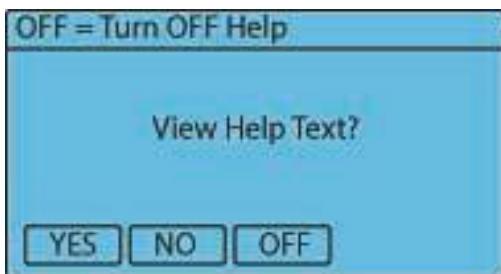 OFF = Turn OFF Help
View Help Text?
YES NO OFF